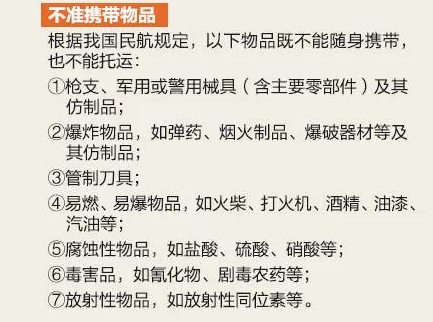 不准携带物品
根据我国民航规定，以下物品既不能随身携带，
也不能托运：
①枪支、军用或警用械具（含主要零部件）及其
仿制品；
②爆炸物品，如弹药、烟火制品、爆破器材等及
其仿制品；
③管制刀具；
④易燃、易爆物品，如火柴、打火机、酒精、油漆、
汽油等；
⑤腐蚀性物品，如盐酸、硫酸、硝酸等；
⑥毒害品，如氰化物、剧毒农药等；
⑦放射性物品，如放射性同位素等。